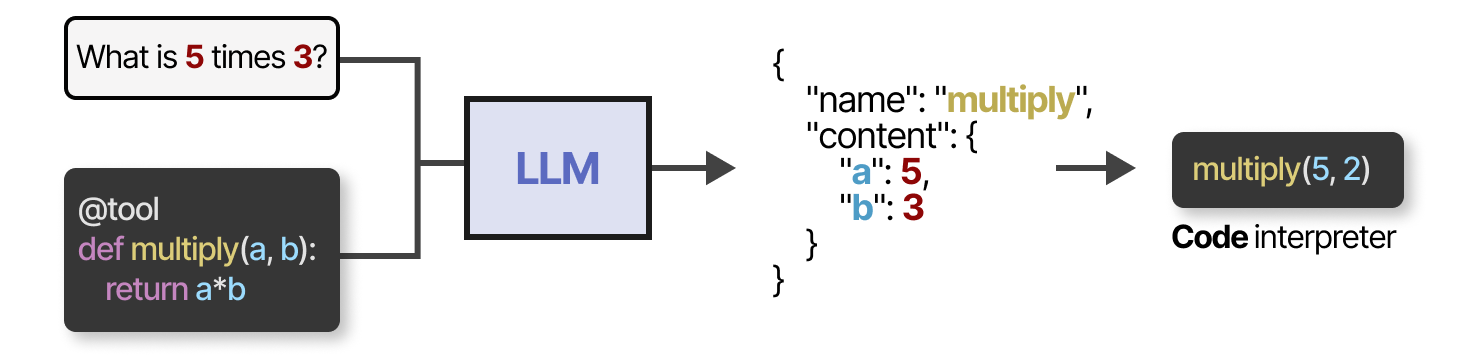 What is 5 times 3?
@tool
def multiply(a, b):
return a*b
LLM
{
"name": "multiply",
"content": {
"a": 5,
"b": 3
}
}
multiply(5, 2)
Code interpreter